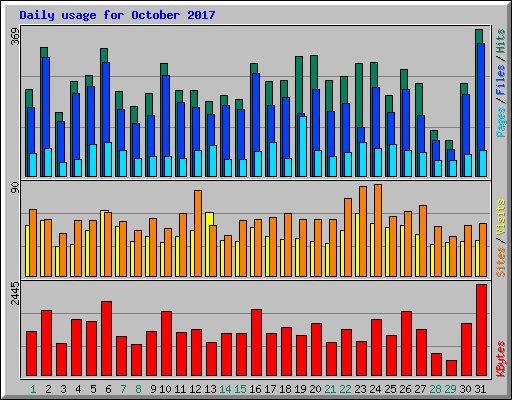 Daily usage for October 2017
369
Pages / Files / Hits
90
Sites / Visits
2445
KBytes
1 2 3 4 5 6 7 8 9 10 11 12 13 14 15 16 17 18 19 20 21 22 23 24 25 26 27 28 29 30 31